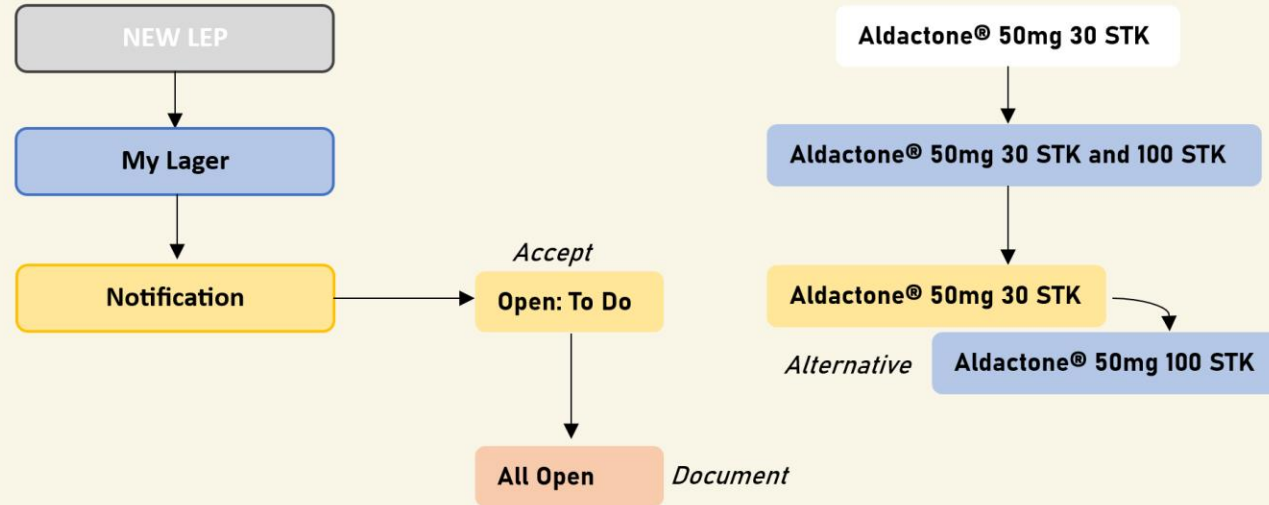 NEW LEP
My Lager
Notification
Accept
Open: To Do
All Open
Document
Aldactone® 50mg 30 STK
Aldactone® 50mg 30 STK and 100 STK
Aldactone® 50mg 30 STK
Alternative
Aldactone® 50mg 100 STK